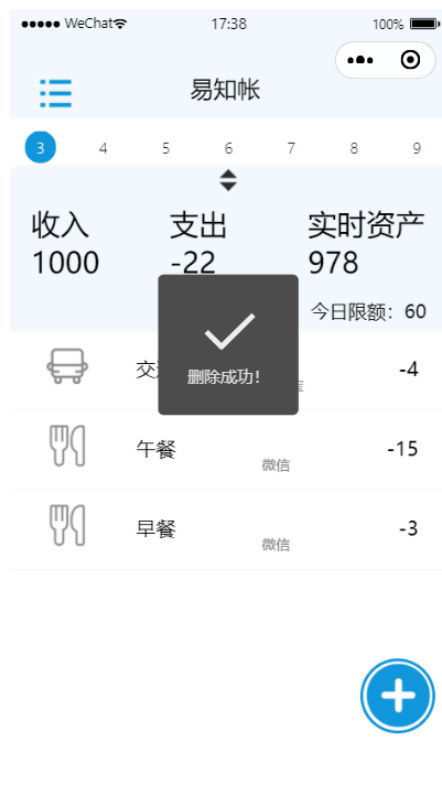 ●●●●● WeChat 17:38 100%
易知帐
3 4 5 6 7 8 9
收入 支出 实时资产
1000 -22 978
今日限额：60
交 -4
删除成功！
午餐 -15
微信
早餐 -3
微信